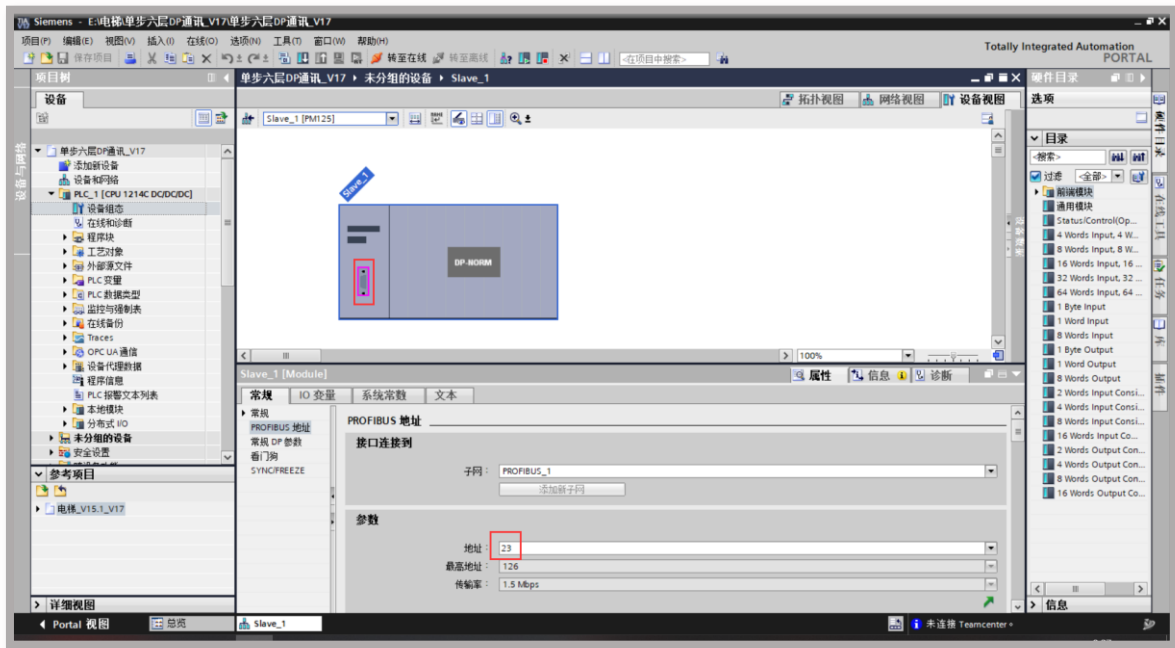 Siemens - E:\电梯\单步六层DP通讯_V17\单步六层DP通讯_V17
项目(P) 编辑(E) 视图(V) 插入(I) 在线(O) 选项(N) 工具(T) 窗口(W) 帮助(H)
Totally Integrated Automation
PORTAL
保存项目 转至在线 转至离线 <在项目中搜索>
项目树
设备
单步六层DP通讯_V17
添加新设备
设备和网络
PLC_1 [CPU 1214C DC/DC/DC]
设备组态
在线和诊断
程序块
工艺对象
外部源文件
PLC 变量
PLC 数据类型
监控与强制表
在线备份
Traces
OPC UA 通信
设备代理数据
程序信息
PLC 报警文本列表
本地模块
分布式 I/O
未分组的设备
安全设置
参考项目
电梯_V15.1_V17
详细视图
设备与网络
单步六层DP通讯_V17 ▸ 未分组的设备 ▸ Slave_1
拓扑视图 网络视图 设备视图
Slave_1 [PM125]
Slave_1
DP-NORM
100%
Slave_1 [Module]
属性 信息 诊断
常规 IO 变量 系统常数 文本
常规
PROFIBUS 地址
常规 DP 参数
看门狗
SYNC/FREEZE
PROFIBUS 地址
接口连接到
子网: PROFIBUS_1
添加新子网
参数
地址: 23
最高地址: 126
传输率: 1.5 Mbps
硬件目录
选项
目录
<搜索>
过滤 <全部>
前端模块
通用模块
Status/Control(Op...
4 Words Input, 4 W...
8 Words Input, 8 W...
16 Words Input, 16 ...
32 Words Input, 32 ...
64 Words Input, 64 ...
1 Byte Input
1 Word Input
8 Words Input
1 Byte Output
1 Word Output
8 Words Output
2 Words Input Consi...
4 Words Input Consi...
8 Words Input Consi...
16 Words Input Co...
2 Words Output Con...
4 Words Output Con...
8 Words Output Con...
16 Words Output Co...
信息
Portal 视图 总览 Slave_1
未连接 Teamcenter